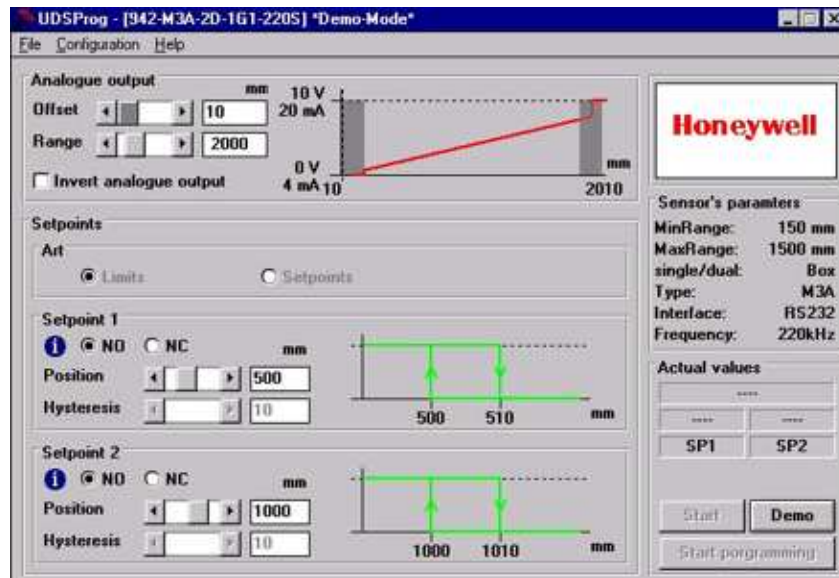 UDSProg - [942-M3A-2D-1G1-220S] *Demo-Mode*
File Configuration Help
Analogue output
mm
Offset 10
Range 2000
Invert analogue output
10 V
20 mA
0 V
4 mA
10
2010
mm
Honeywell
Sensor's paramters
MinRange: 150 mm
MaxRange: 1500 mm
single/dual: Box
Type: M3A
Interface: RS232
Frequency: 220kHz
Setpoints
Art
Limits Setpoints
Setpoint 1
i NO NC mm
Position 500
Hysteresis 10
500 510 mm
Setpoint 2
i NO NC mm
Position 1000
Hysteresis 10
1000 1010 mm
Actual values
----
---- ----
SP1 SP2
Start Demo
Start porgramming